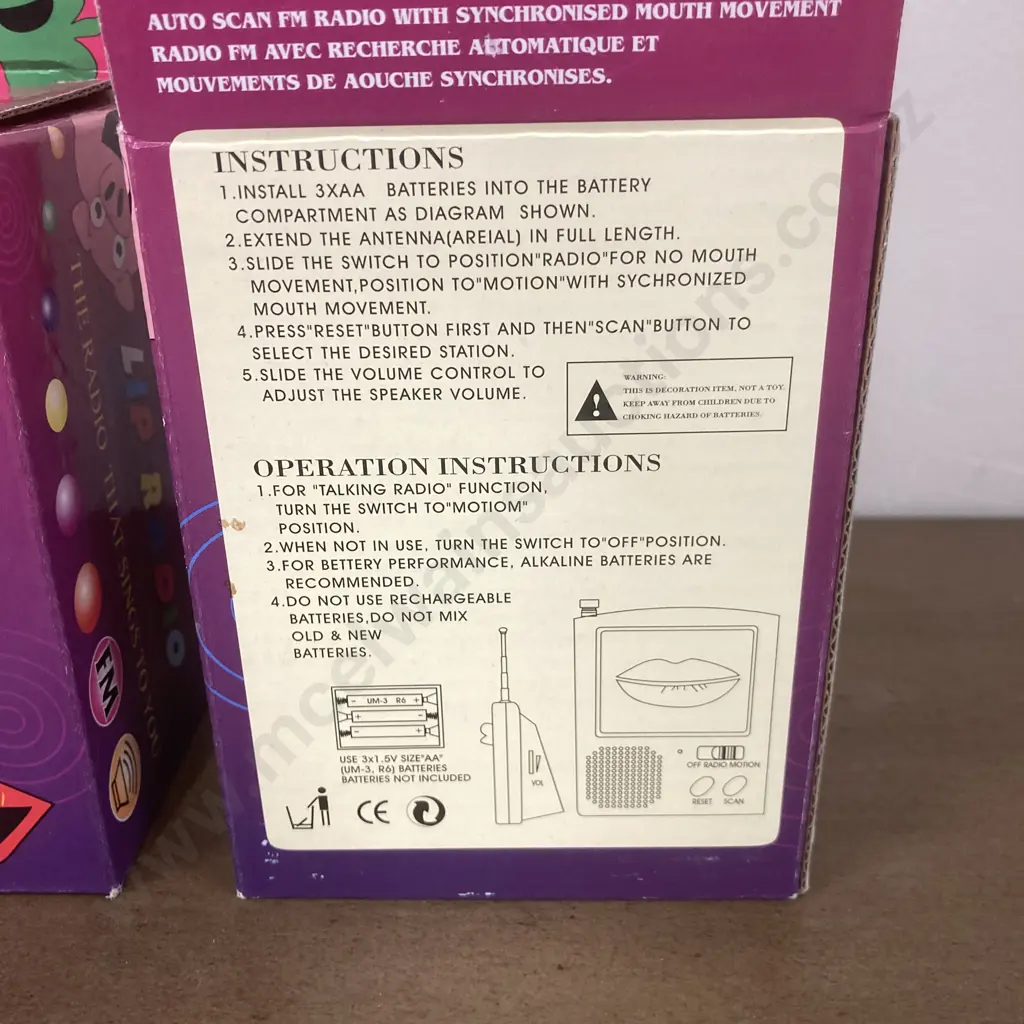 AUTO SCAN FM RADIO WITH SYNCHRONISED MOUTH MOVEMENT
RADIO FM AVEC RECHERCHE AUTOMATIQUE ET
MOUVEMENTS DE AOUCHE SYNCHRONISES.
INSTRUCTIONS
1.INSTALL 3XAA BATTERIES INTO THE BATTERY
COMPARTMENT AS DIAGRAM SHOWN.
2.EXTEND THE ANTENNA(AREIAL) IN FULL LENGTH.
3.SLIDE THE SWITCH TO POSITION"RADIO"FOR NO MOUTH
MOVEMENT,POSITION TO"MOTION"WITH SYCHRONIZED
MOUTH MOVEMENT.
4.PRESS"RESET"BUTTON FIRST AND THEN"SCAN"BUTTON TO
SELECT THE DESIRED STATION.
5.SLIDE THE VOLUME CONTROL TO
ADJUST THE SPEAKER VOLUME.
WARNING:
THIS IS DECORATION ITEM, NOT A TOY.
KEEP AWAY FROM CHILDREN DUE TO
CHOKING HAZARD OF BATTERIES.
OPERATION INSTRUCTIONS
1.FOR "TALKING RADIO" FUNCTION,
TURN THE SWITCH TO"MOTIOM"
POSITION.
2.WHEN NOT IN USE, TURN THE SWITCH TO"OFF"POSITION.
3.FOR BETTERY PERFORMANCE, ALKALINE BATTERIES ARE
RECOMMENDED.
4.DO NOT USE RECHARGEABLE
BATTERIES,DO NOT MIX
OLD & NEW
BATTERIES.
- UM-3 R6 +
+ -
- +
USE 3x1.5V SIZE"AA"
(UM-3, R6) BATTERIES
BATTERIES NOT INCLUDED
CE
VOL
OFF RADIO MOTION
RESET SCAN
LIP RADIO
THE RADIO THAT SINGS TO YOU
FM
www.mcerwainsauctions.co.nz